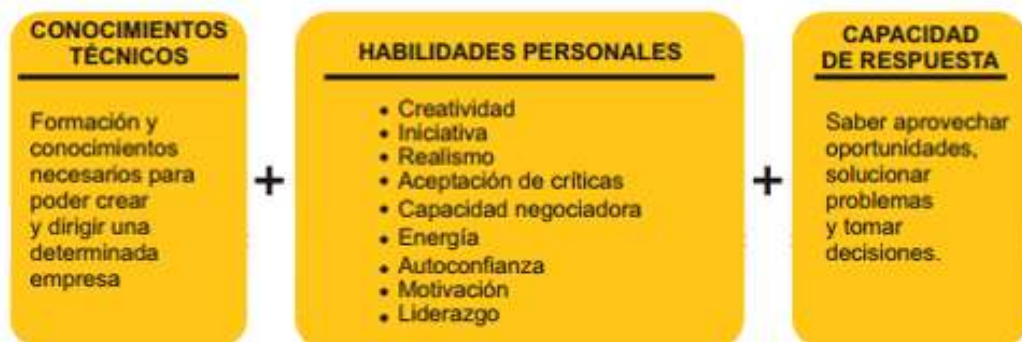 CONOCIMIENTOS
TÉCNICOS
Formación y
conocimientos
necesarios para
poder crear
y dirigir una
determinada
empresa
+
HABILIDADES PERSONALES
• Creatividad
• Iniciativa
• Realismo
• Aceptación de críticas
• Capacidad negociadora
• Energía
• Autoconfianza
• Motivación
• Liderazgo
+
CAPACIDAD
DE RESPUESTA
Saber aprovechar
oportunidades,
solucionar
problemas
y tomar
decisiones.